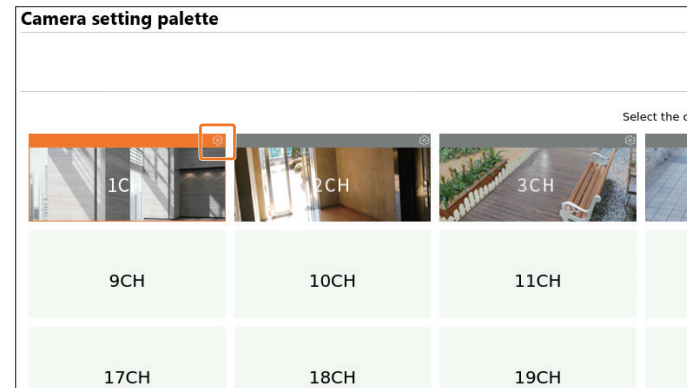 Camera setting palette
Select the
1CH 2CH 3CH
9CH 10CH 11CH
17CH 18CH 19CH